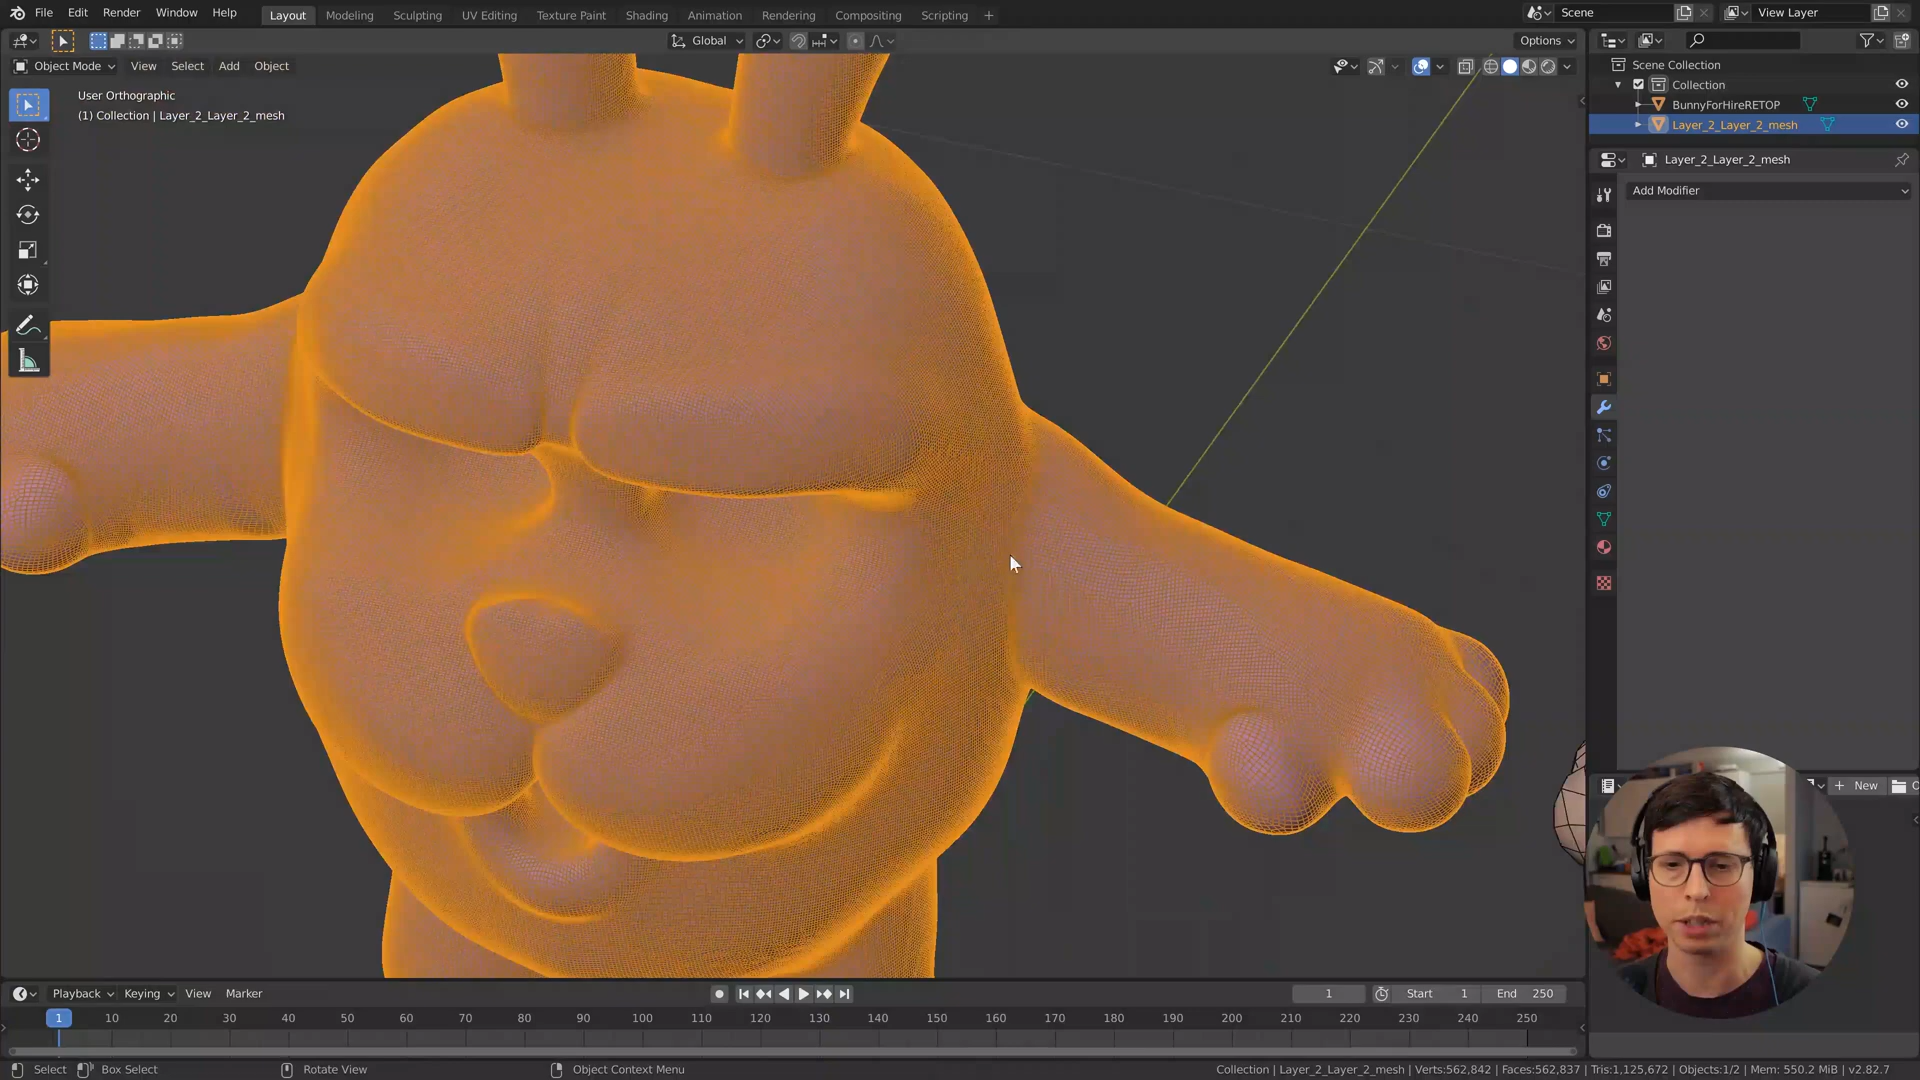 File Edit Render Window Help
Layout Modeling Sculpting UV Editing Texture Paint Shading Animation Rendering Compositing Scripting +
Scene
View Layer
Global
Options
Object Mode View Select Add Object
User Orthographic
(1) Collection | Layer_2_Layer_2_mesh
Scene Collection
Collection
BunnyForHireRETOP
Layer_2_Layer_2_mesh
Layer_2_Layer_2_mesh
Add Modifier
+ New
O
Playback Keying View Marker
1 Start 1 End 250
1 10 20 30 40 50 60 70 80 90 100 110 120 130 140 150 160 170 180 190 200 210 220 230 240 250
Select Box Select Rotate View Object Context Menu
Collection | Layer_2_Layer_2_mesh | Verts:562,842 | Faces:562,837 | Tris:1,125,672 | Objects:1/2 | Mem: 550.2 MiB | v2.82.7